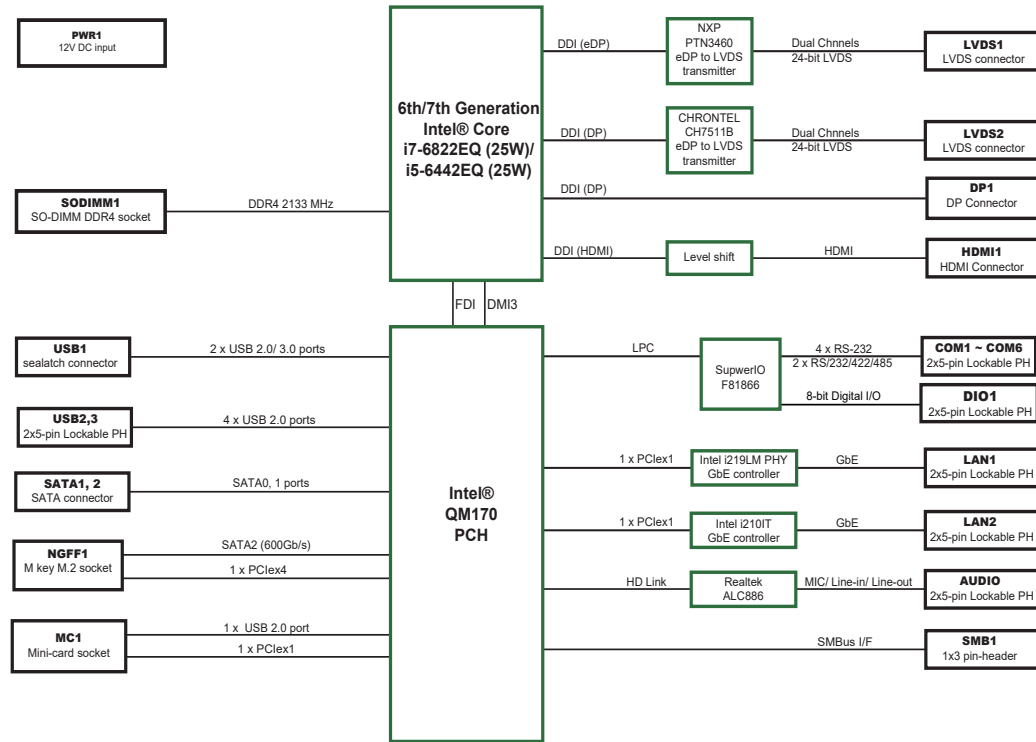 PWR1
12V DC input
6th/7th Generation
Intel® Core
i7-6822EQ (25W)/
i5-6442EQ (25W)
DDI (eDP)
NXP
PTN3460
eDP to LVDS
transmitter
Dual Chnnels
24-bit LVDS
LVDS1
LVDS connector
DDI (DP)
CHRONTEL
CH7511B
eDP to LVDS
transmitter
Dual Chnnels
24-bit LVDS
LVDS2
LVDS connector
DDI (DP)
DP1
DP Connector
SODIMM1
SO-DIMM DDR4 socket
DDR4 2133 MHz
DDI (HDMI)
Level shift
HDMI
HDMI1
HDMI Connector
FDI
DMI3
USB1
sealatch connector
2 x USB 2.0/ 3.0 ports
USB2,3
2x5-pin Lockable PH
4 x USB 2.0 ports
SATA1, 2
SATA connector
SATA0, 1 ports
NGFF1
M key M.2 socket
SATA2 (600Gb/s)
1 x PCIex4
MC1
Mini-card socket
1 x  USB 2.0 port
1 x PCIex1
Intel®
QM170
PCH
LPC
SupwerIO
F81866
4 x RS-232
2 x RS/232/422/485
COM1 ~ COM6
2x5-pin Lockable PH
8-bit Digital I/O
DIO1
2x5-pin Lockable PH
1 x PCIex1
Intel i219LM PHY
GbE controller
GbE
LAN1
2x5-pin Lockable PH
1 x PCIex1
Intel i210IT
GbE controller
GbE
LAN2
2x5-pin Lockable PH
HD Link
Realtek
ALC886
MIC/ Line-in/ Line-out
AUDIO
2x5-pin Lockable PH
SMBus I/F
SMB1
1x3 pin-header